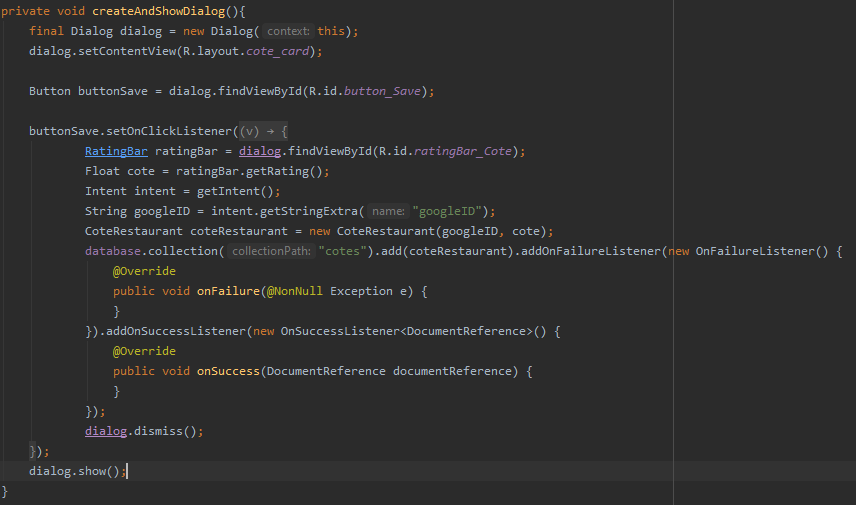 private void createAndShowDialog(){
final Dialog dialog = new Dialog( context: this);
dialog.setContentView(R.layout.cote_card);
Button buttonSave = dialog.findViewById(R.id.button_Save);
buttonSave.setOnClickListener((v) → {
RatingBar ratingBar = dialog.findViewById(R.id.ratingBar_Cote);
Float cote = ratingBar.getRating();
Intent intent = getIntent();
String googleID = intent.getStringExtra( name: "googleID");
CoteRestaurant coteRestaurant = new CoteRestaurant(googleID, cote);
database.collection( collectionPath: "cotes").add(coteRestaurant).addOnFailureListener(new OnFailureListener() {
@Override
public void onFailure(@NonNull Exception e) {
}
}).addOnSuccessListener(new OnSuccessListener<DocumentReference>() {
@Override
public void onSuccess(DocumentReference documentReference) {
}
});
dialog.dismiss();
});
dialog.show();
}